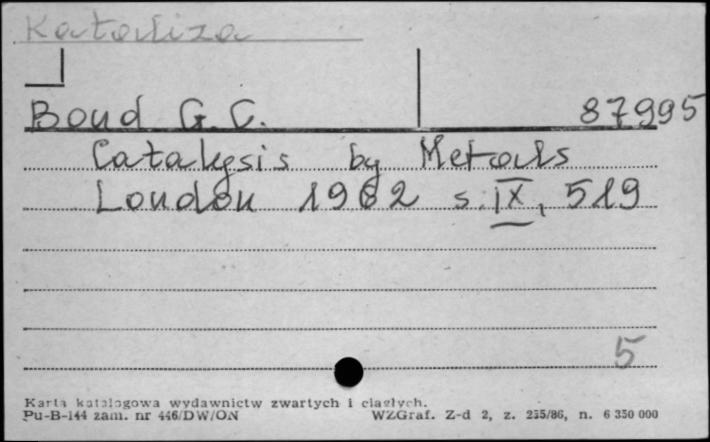 Kataliza
Bond G. C. 87995
Catalysis by Metals
London 1962 s. IX, 519
5
Karta katalogowa wydawnictw zwartych i ciągłych.
Pu-B-144 zam. nr 446/DW/ON WZGraf. Z-d 2, z. 255/86, n. 6 350 000